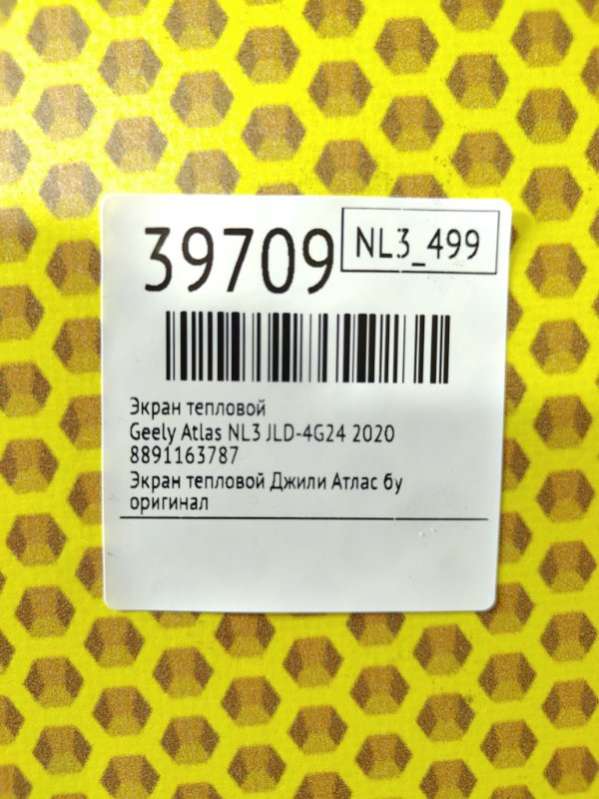 39709
NL3_499
Экран тепловой
Geely Atlas NL3 JLD-4G24 2020
8891163787
Экран тепловой Джили Атлас бу
оригинал